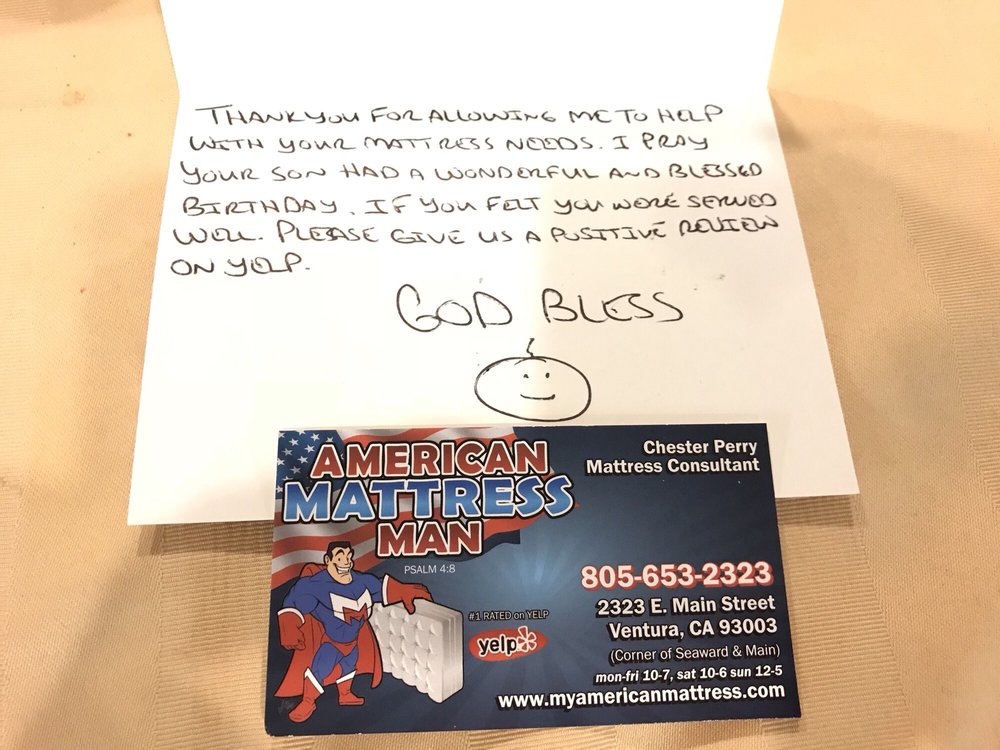 THANK YOU FOR ALLOWING ME TO HELP
WITH YOUR MATTRESS NEEDS. I PRAY
YOUR SON HAD A WONDERFUL AND BLESSED
BIRTHDAY. IF YOU FELT YOU WERE SERVED
WELL. PLEASE GIVE US A POSITIVE REVIEW
ON YELP.
GOD BLESS
AMERICAN
MATTRESS
MAN
PSALM 4:8
M
#1 RATED on YELP
yelp
Chester Perry
Mattress Consultant
805-653-2323
2323 E. Main Street
Ventura, CA 93003
(Corner of Seaward & Main)
mon-fri 10-7, sat 10-6 sun 12-5
www.myamericanmattress.com